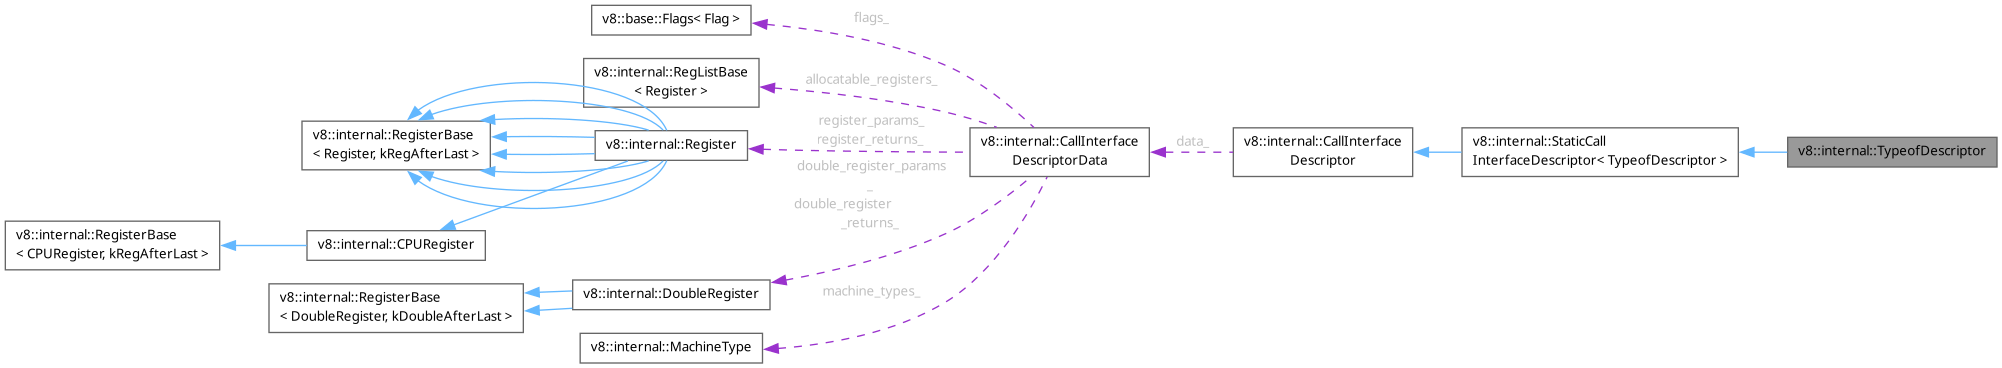 v8::base::Flags< Flag >
flags_
v8::internal::RegListBase
< Register >
allocatable_registers_
v8::internal::RegisterBase
< Register, kRegAfterLast >
v8::internal::Register
register_params_
register_returns_
v8::internal::CallInterface
DescriptorData
data_
v8::internal::CallInterface
Descriptor
v8::internal::StaticCall
InterfaceDescriptor< TypeofDescriptor >
v8::internal::TypeofDescriptor
double_register_params
_
double_register
_returns_
v8::internal::RegisterBase
< CPURegister, kRegAfterLast >
v8::internal::CPURegister
v8::internal::RegisterBase
< DoubleRegister, kDoubleAfterLast >
v8::internal::DoubleRegister
machine_types_
v8::internal::MachineType